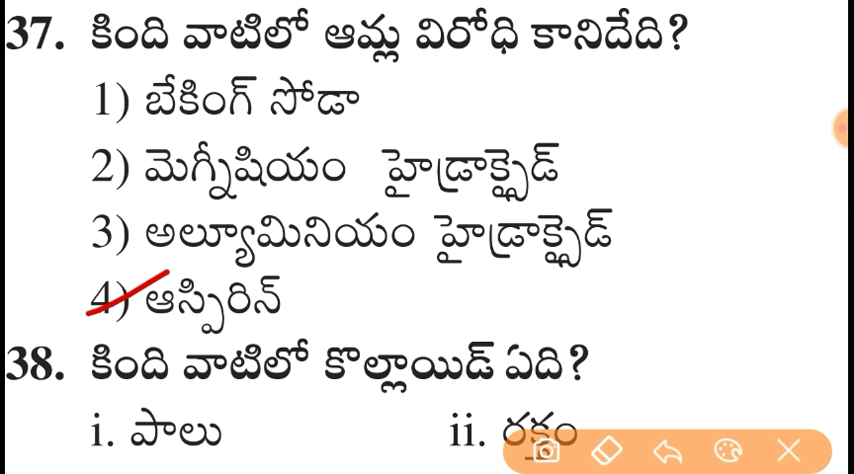 37. కింది వాటిలో ఆమ్ల విరోధి కానిదేది?
1) బేకింగ్ సోడా
2) మెగ్నీషియం హైడ్రాక్సైడ్
3) అల్యూమినియం హైడ్రాక్సైడ్
4) ఆస్పిరిన్
38. కింది వాటిలో కొల్లాయిడ్ ఏది?
i. పాలు ii. రక్తం